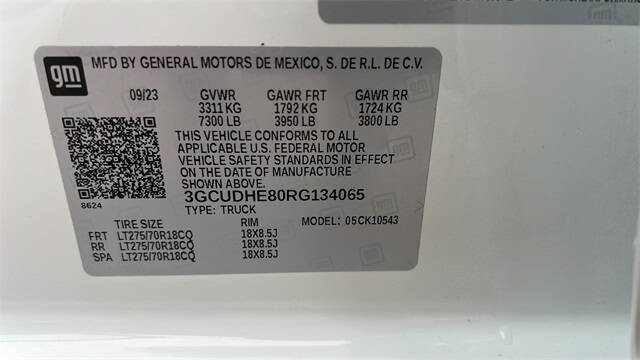 gm
MFD BY GENERAL MOTORS DE MEXICO, S. DE R.L. DE C.V.
09/23 GVWR GAWR FRT GAWR RR
3311 KG 1792 KG 1724 KG
7300 LB 3950 LB 3800 LB
THIS VEHICLE CONFORMS TO ALL
APPLICABLE U.S. FEDERAL MOTOR
VEHICLE SAFETY STANDARDS IN EFFECT
ON THE DATE OF MANUFACTURE
SHOWN ABOVE.
8624
3GCUDHE80RG134065
TYPE: TRUCK
TIRE SIZE RIM MODEL: 05CK10543
FRT LT275/70R18CQ 18X8.5J
RR LT275/70R18CQ 18X8.5J
SPA LT275/70R18CQ 18X8.5J